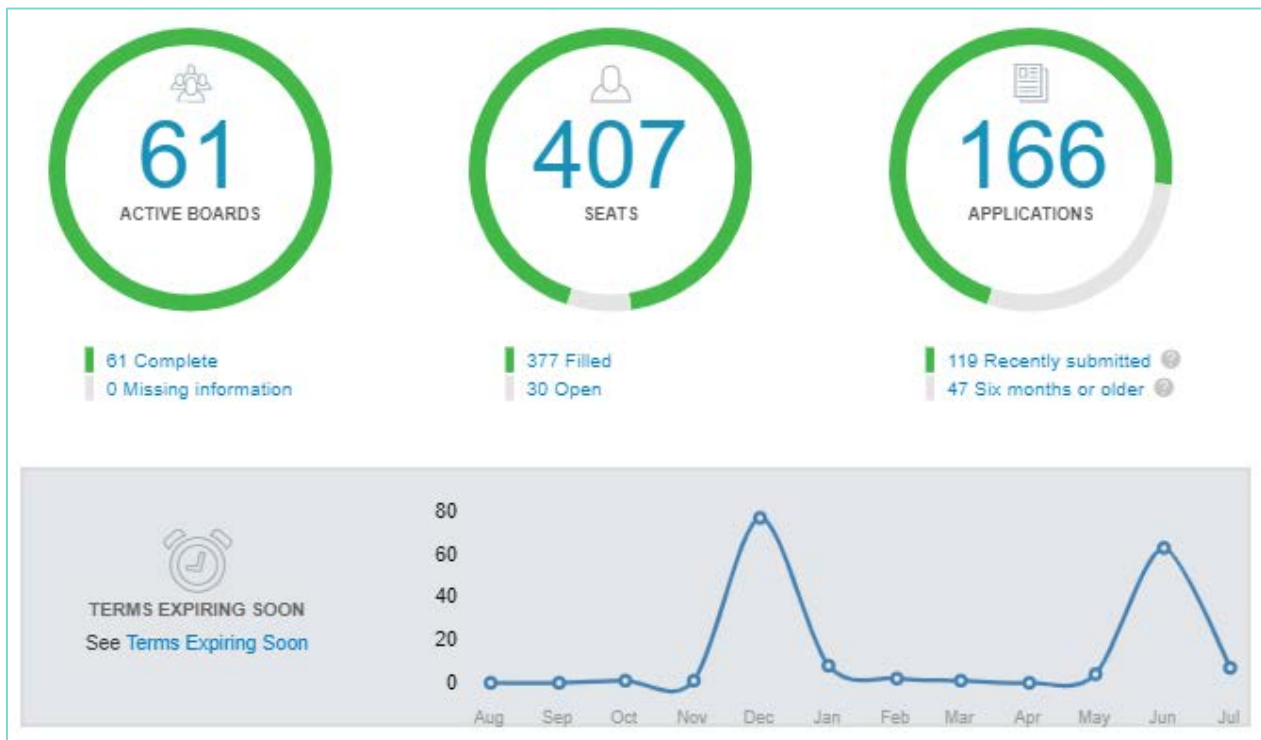 61
ACTIVE BOARDS
61 Complete
0 Missing information
407
SEATS
377 Filled
30 Open
166
APPLICATIONS
119 Recently submitted ?
47 Six months or older ?
TERMS EXPIRING SOON
See Terms Expiring Soon
80
60
40
20
0
Aug Sep Oct Nov Dec Jan Feb Mar Apr May Jun Jul